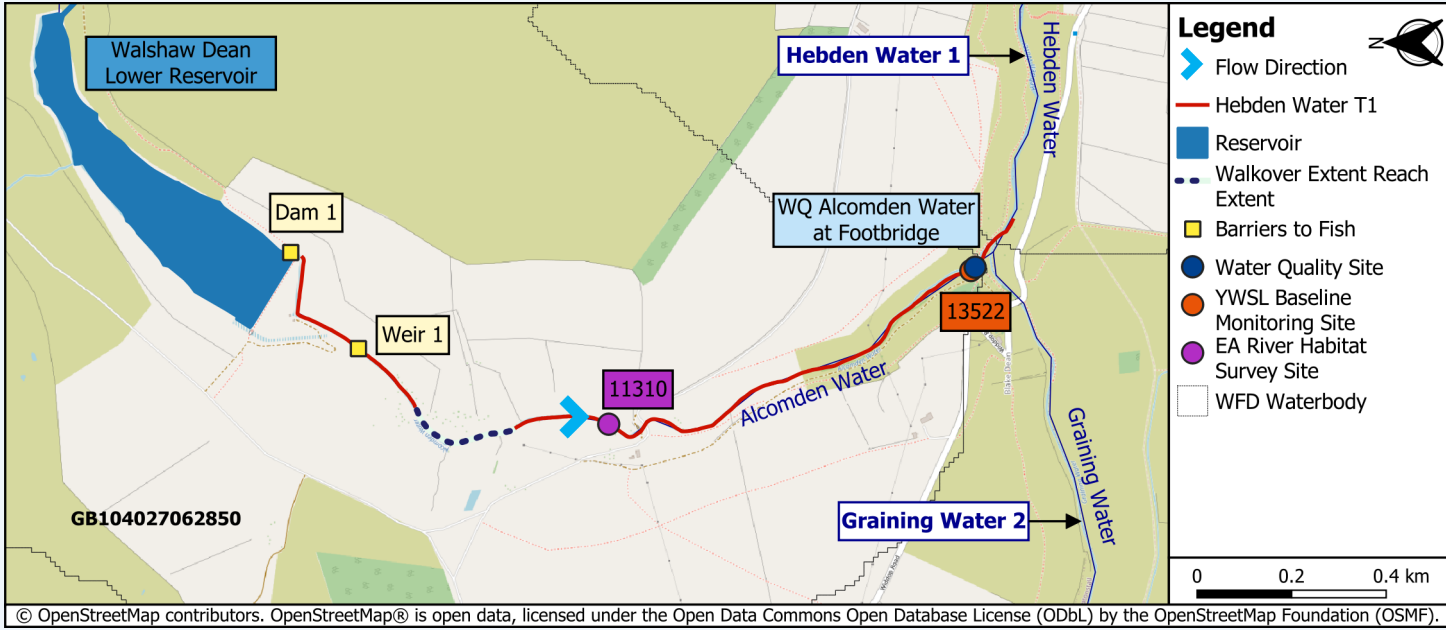 Walshaw Dean
Lower Reservoir
Dam 1
Weir 1
11310
GB104027062850
Hebden Water 1
Hebden Water
WQ Alcomden Water
at Footbridge
13522
Alcomden Water
Graining Water
Graining Water 2
Widdop Road
Legend
N
Flow Direction
Hebden Water T1
Reservoir
Walkover Extent Reach
Extent
Barriers to Fish
Water Quality Site
YWSL Baseline
Monitoring Site
EA River Habitat
Survey Site
WFD Waterbody
0 0.2 0.4 km
© OpenStreetMap contributors. OpenStreetMap® is open data, licensed under the Open Data Commons Open Database License (ODbL) by the OpenStreetMap Foundation (OSMF).